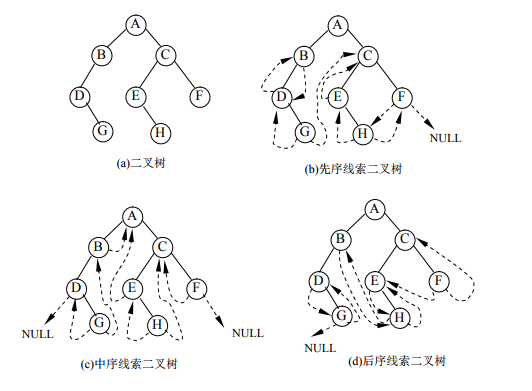 A
B C
D E F
G H
(a)二叉树
A
B C
D E F
G H
NULL
(b)先序线索二叉树
A
B C
D E F
G H
NULL NULL
(c)中序线索二叉树
A
B C
D E F
G H
NULL
(d)后序线索二叉树